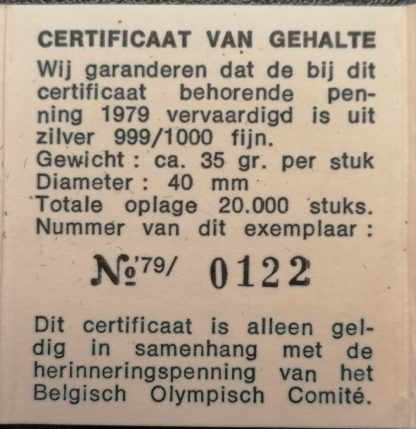 CERTIFICAAT VAN GEHALTE
Wij garanderen dat de bij dit
certificaat behorende pen-
ning 1979 vervaardigd is uit
zilver 999/1000 fijn.
Gewicht : ca. 35 gr. per stuk
Diameter : 40 mm
Totale oplage 20.000 stuks.
Nummer van dit exemplaar :
№ '79/ 0122
Dit certificaat is alleen gel-
dig in samenhang met de
herinneringspenning van het
Belgisch Olympisch Comité.